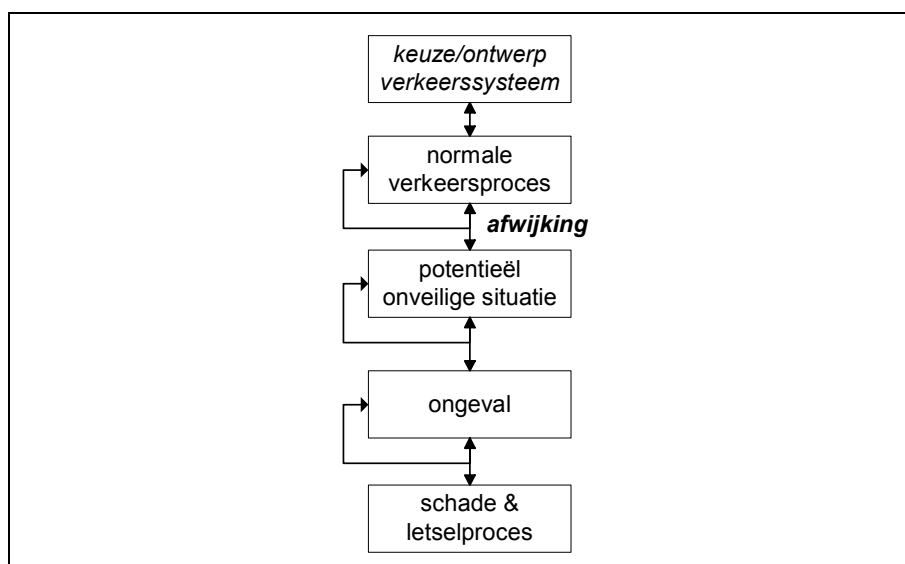 keuze/ontwerp
verkeerssysteem
normale
verkeersproces
afwijking
potentieël
onveilige situatie
ongeval
schade &
letselproces